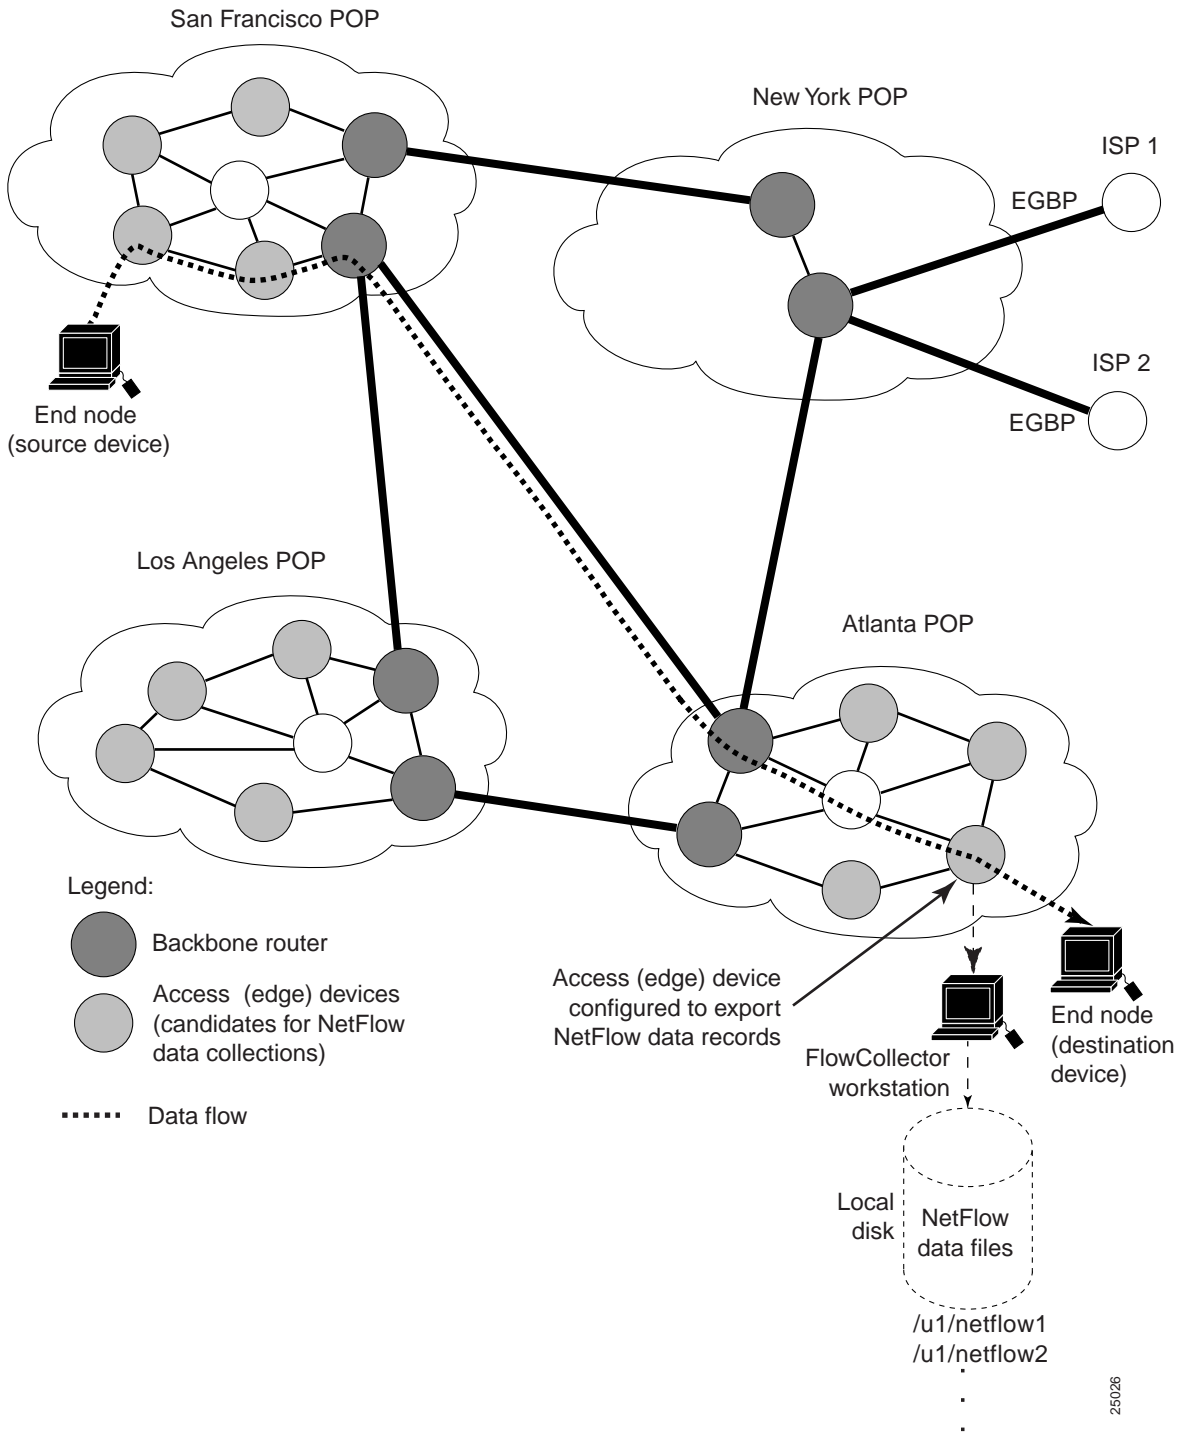 San Francisco POP
New York POP
ISP 1
EGBP
ISP 2
EGBP
End node
(source device)
Los Angeles POP
Atlanta POP
Legend:
Backbone router
Access (edge) devices
(candidates for NetFlow
data collections)
Data flow
Access (edge) device
configured to export
NetFlow data records
FlowCollector
workstation
End node
(destination
device)
Local
disk
NetFlow
data files
/u1/netflow1
/u1/netflow2
.
.
.
25026